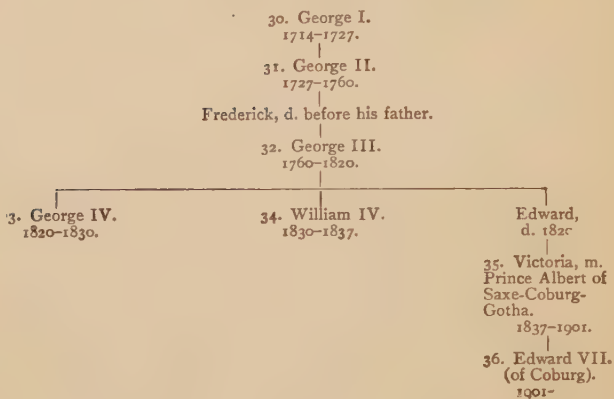 30. George I.
1714-1727.
31. George II.
1727-1760.
Frederick, d. before his father.
32. George III.
1760-1820.
3. George IV.
1820-1830.
34. William IV.
1830-1837.
Edward,
d. 182
35. Victoria, m.
Prince Albert of
Saxe-Coburg-
Gotha.
1837-1901.
36. Edward VII.
(of Coburg).
1901-